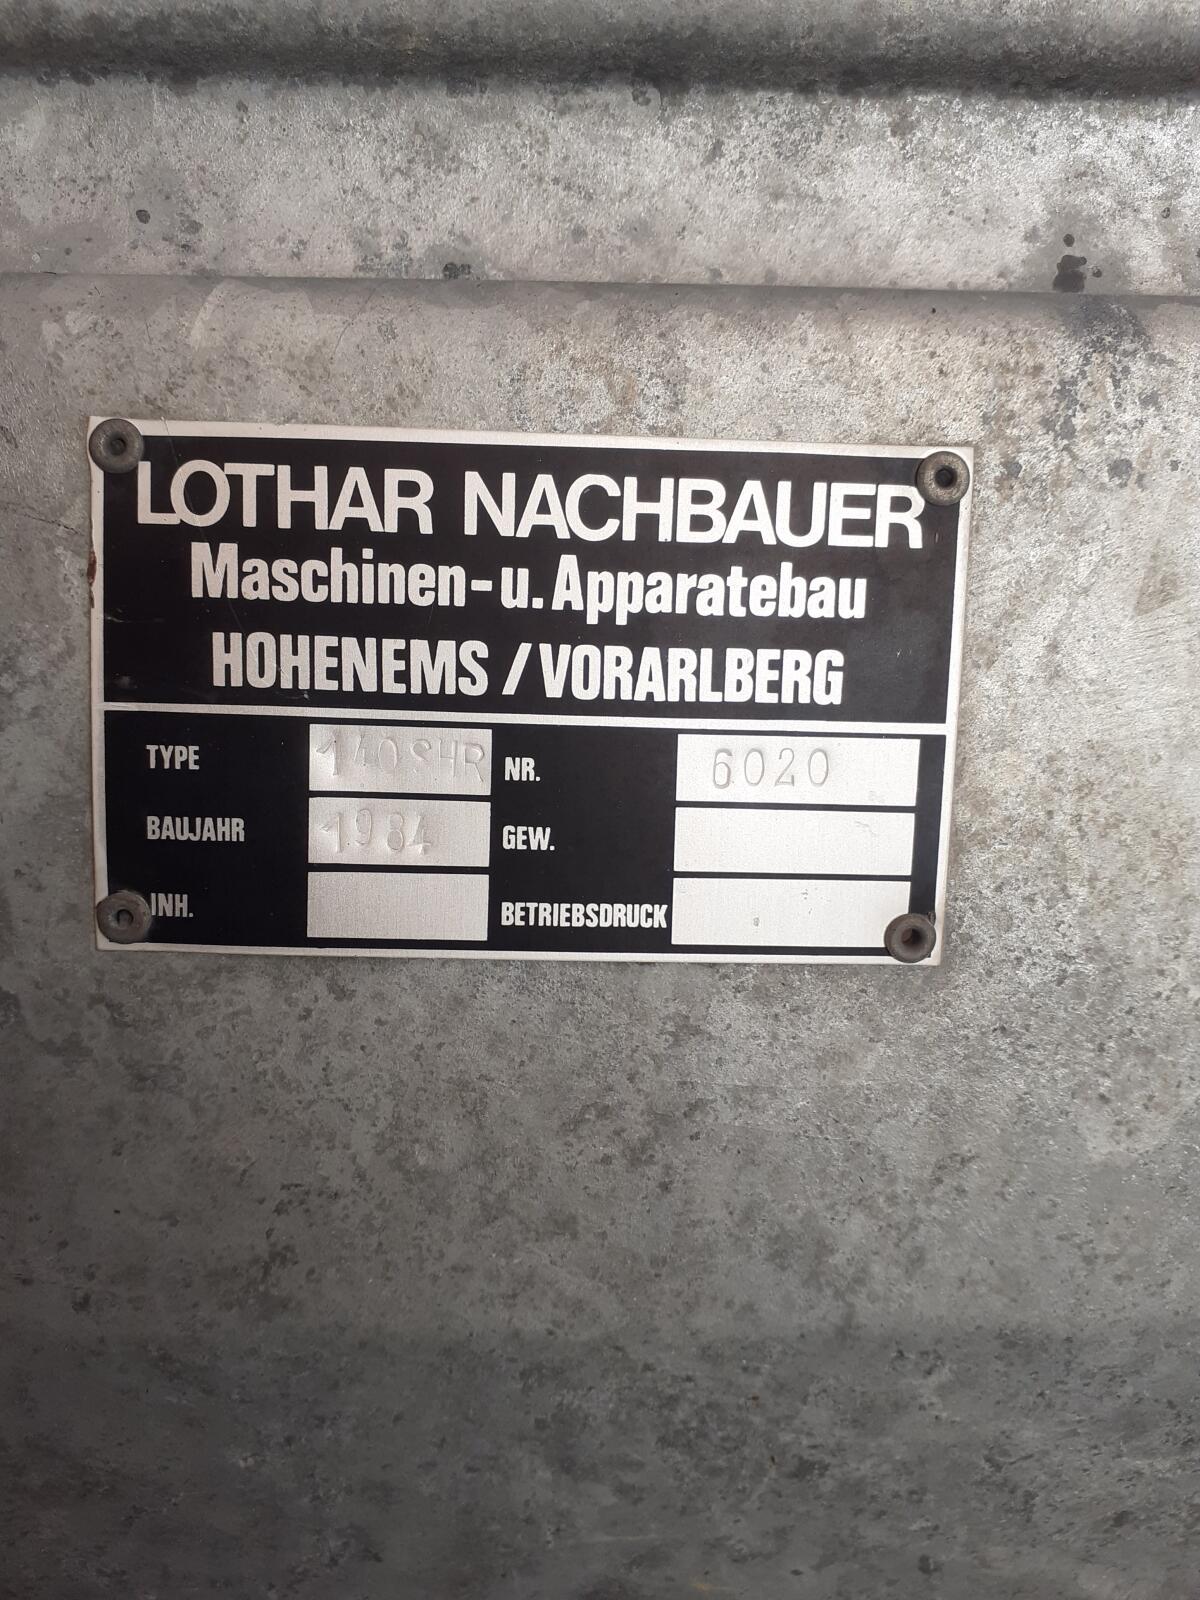 LOTHAR NACHBAUER
Maschinen-u. Apparatebau
HOHENEMS / VORARLBERG
TYPE 140SHR NR. 6020
BAUJAHR 1984 GEW.
INH. BETRIEBSDRUCK